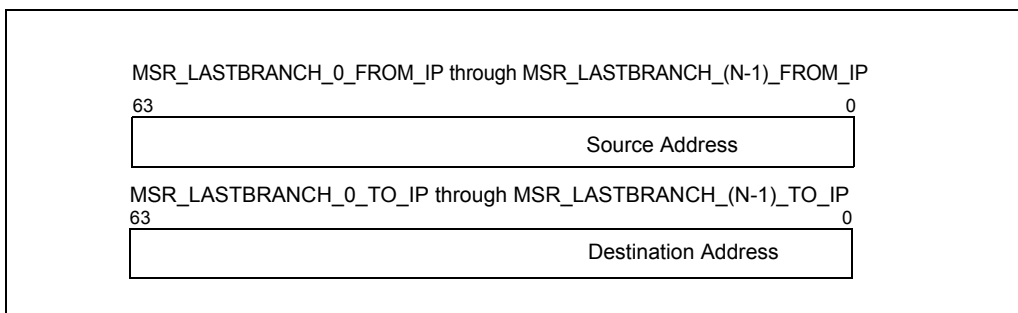 MSR_LASTBRANCH_0_FROM_IP through MSR_LASTBRANCH_(N-1)_FROM_IP
63 0
Source Address
MSR_LASTBRANCH_0_TO_IP through MSR_LASTBRANCH_(N-1)_TO_IP
63 0
Destination Address